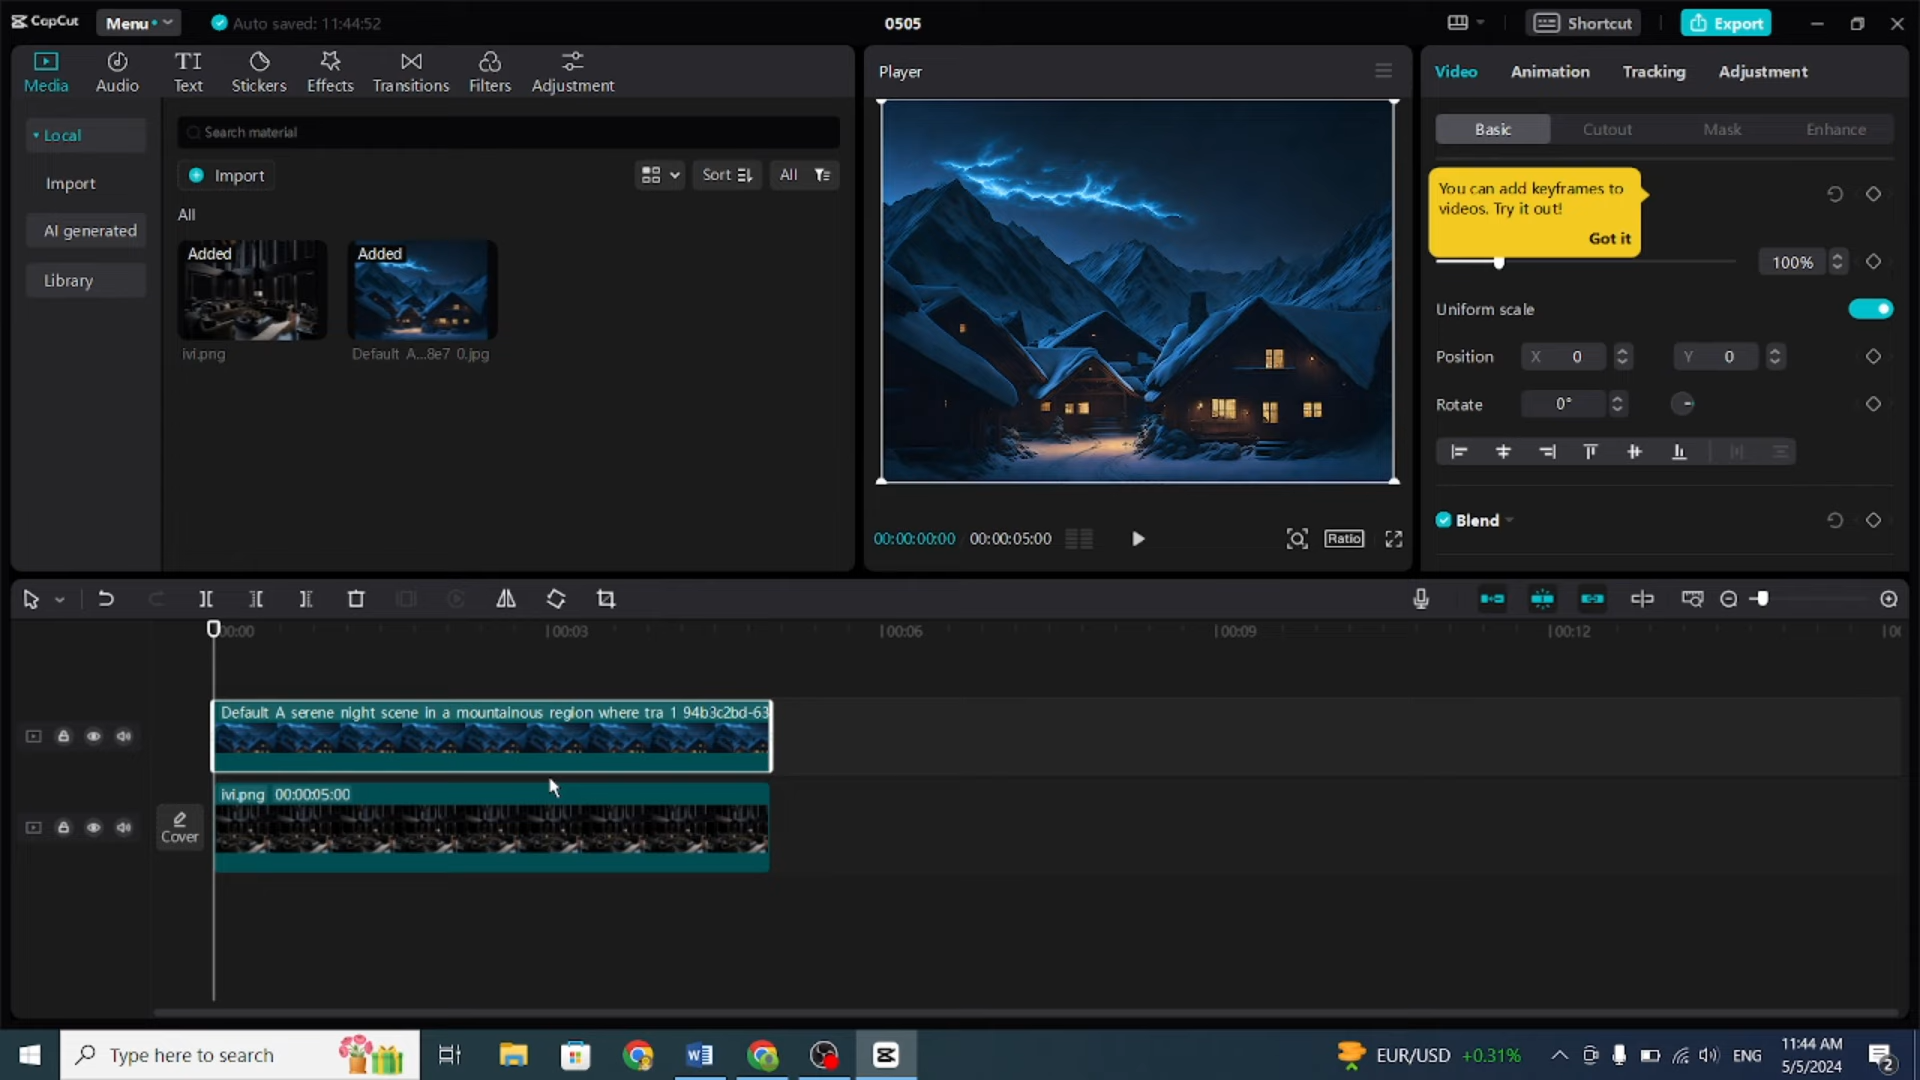 CapCut
Menu
Auto saved: 11:44:52
0505
Shortcut
Export
Media
Audio
Text
Stickers
Effects
Transitions
Filters
Adjustment
Player
Video
Animation
Tracking
Adjustment
Local
Search material
Basic
Cutout
Mask
Enhance
Import
Import
Sort
All
You can add keyframes to
videos. Try it out!
Got it
All
AI generated
Added
Added
100%
Library
Uniform scale
ivi.png
Default A...8e7 0.jpg
Position
X 0
Y 0
Rotate
0°
Blend
00:00:00:00
00:00:05:00
Ratio
00:00
00:03
00:06
00:09
00:12
Default A serene night scene in a mountainous region where tra 1 94b3c2bd-63
ivi.png 00:00:05:00
Cover
Type here to search
EUR/USD +0.31%
ENG
11:44 AM
5/5/2024
2